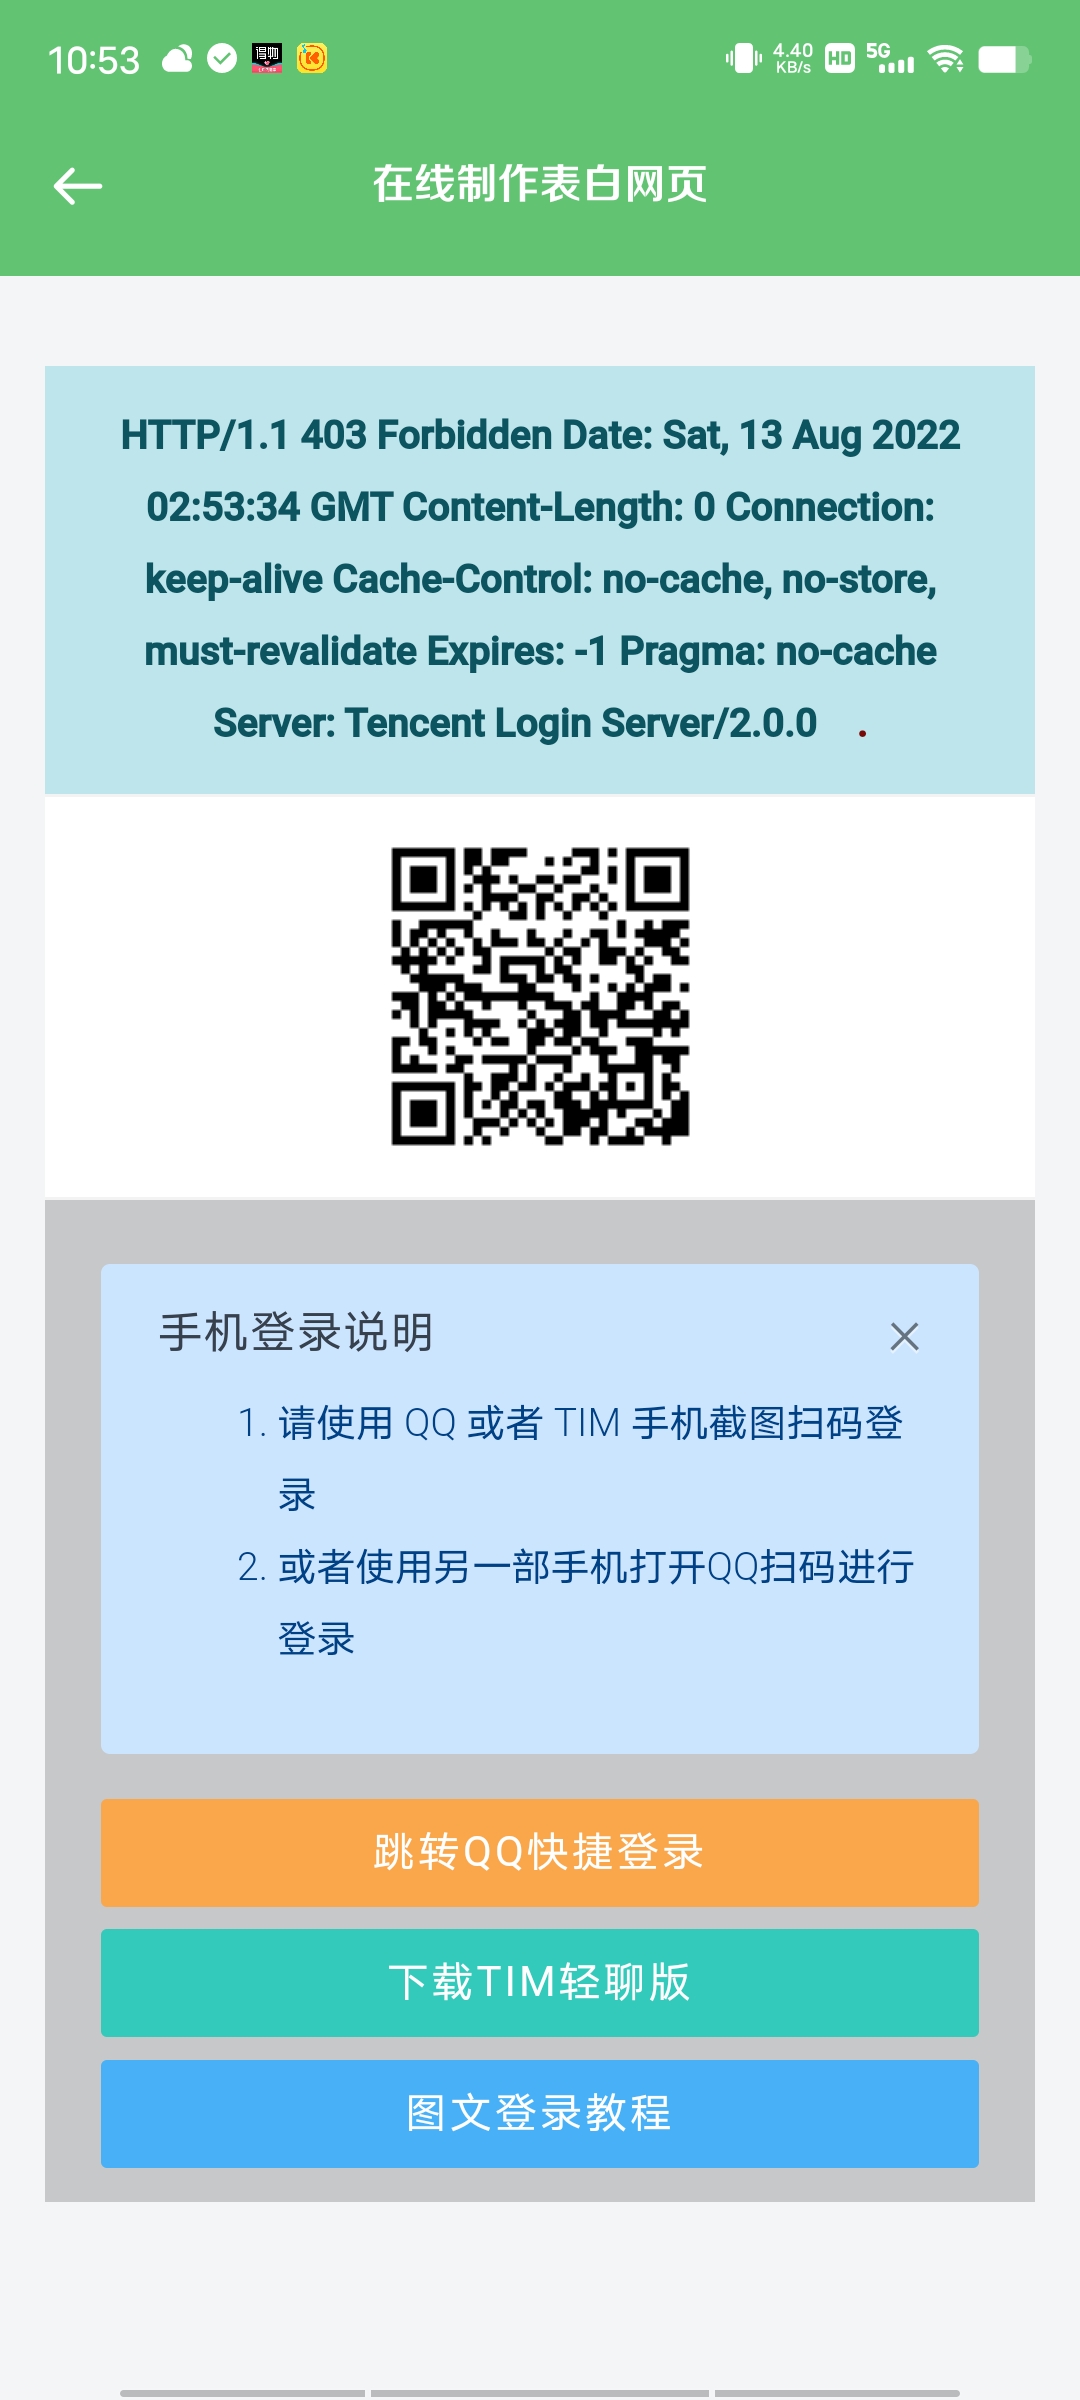 10:53
得物
4.40
KB/s
HD
5G
在线制作表白网页
HTTP/1.1 403 Forbidden Date: Sat, 13 Aug 2022
02:53:34 GMT Content-Length: 0 Connection:
keep-alive Cache-Control: no-cache, no-store,
must-revalidate Expires: -1 Pragma: no-cache
Server: Tencent Login Server/2.0.0 .
手机登录说明
1. 请使用 QQ 或者 TIM 手机截图扫码登
录
2. 或者使用另一部手机打开QQ扫码进行
登录
跳转QQ快捷登录
下载TIM轻聊版
图文登录教程